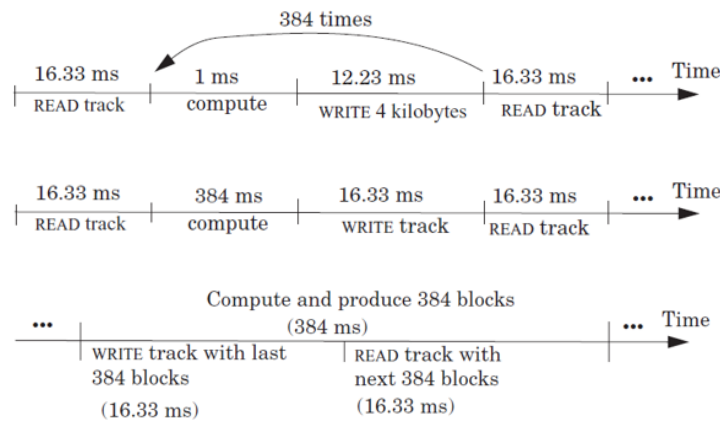 384 times
16.33 ms 1 ms 12.23 ms 16.33 ms ••• Time
READ track compute WRITE 4 kilobytes READ track
16.33 ms 384 ms 16.33 ms 16.33 ms ••• Time
READ track compute WRITE track READ track
Compute and produce 384 blocks
••• (384 ms) ••• Time
WRITE track with last READ track with
384 blocks next 384 blocks
(16.33 ms) (16.33 ms)